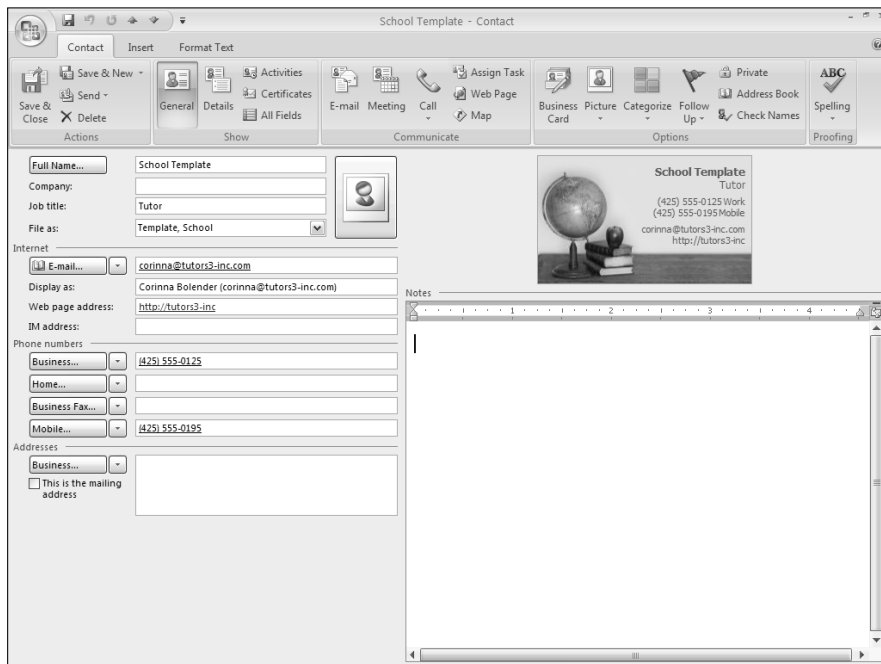 School Template - Contact
Contact Insert Format Text
Save & Close
Save & New
Send
Delete
Actions
General
Details
Activities
Certificates
All Fields
Show
E-mail
Meeting
Call
Assign Task
Web Page
Map
Communicate
Business Card
Picture
Categorize
Follow Up
Private
Address Book
Check Names
Options
ABC
Spelling
Proofing
Full Name... School Template
Company:
Job title: Tutor
File as: Template, School
Internet
E-mail... corinna@tutors3-inc.com
Display as: Corinna Bolender (corinna@tutors3-inc.com)
Web page address: http://tutors3-inc
IM address:
Phone numbers
Business... (425) 555-0125
Home...
Business Fax...
Mobile... (425) 555-0195
Addresses
Business...
This is the mailing
address
School Template
Tutor
(425) 555-0125 Work
(425) 555-0195 Mobile
corinna@tutors3-inc.com
http://tutors3-inc
Notes
1 2 3 4